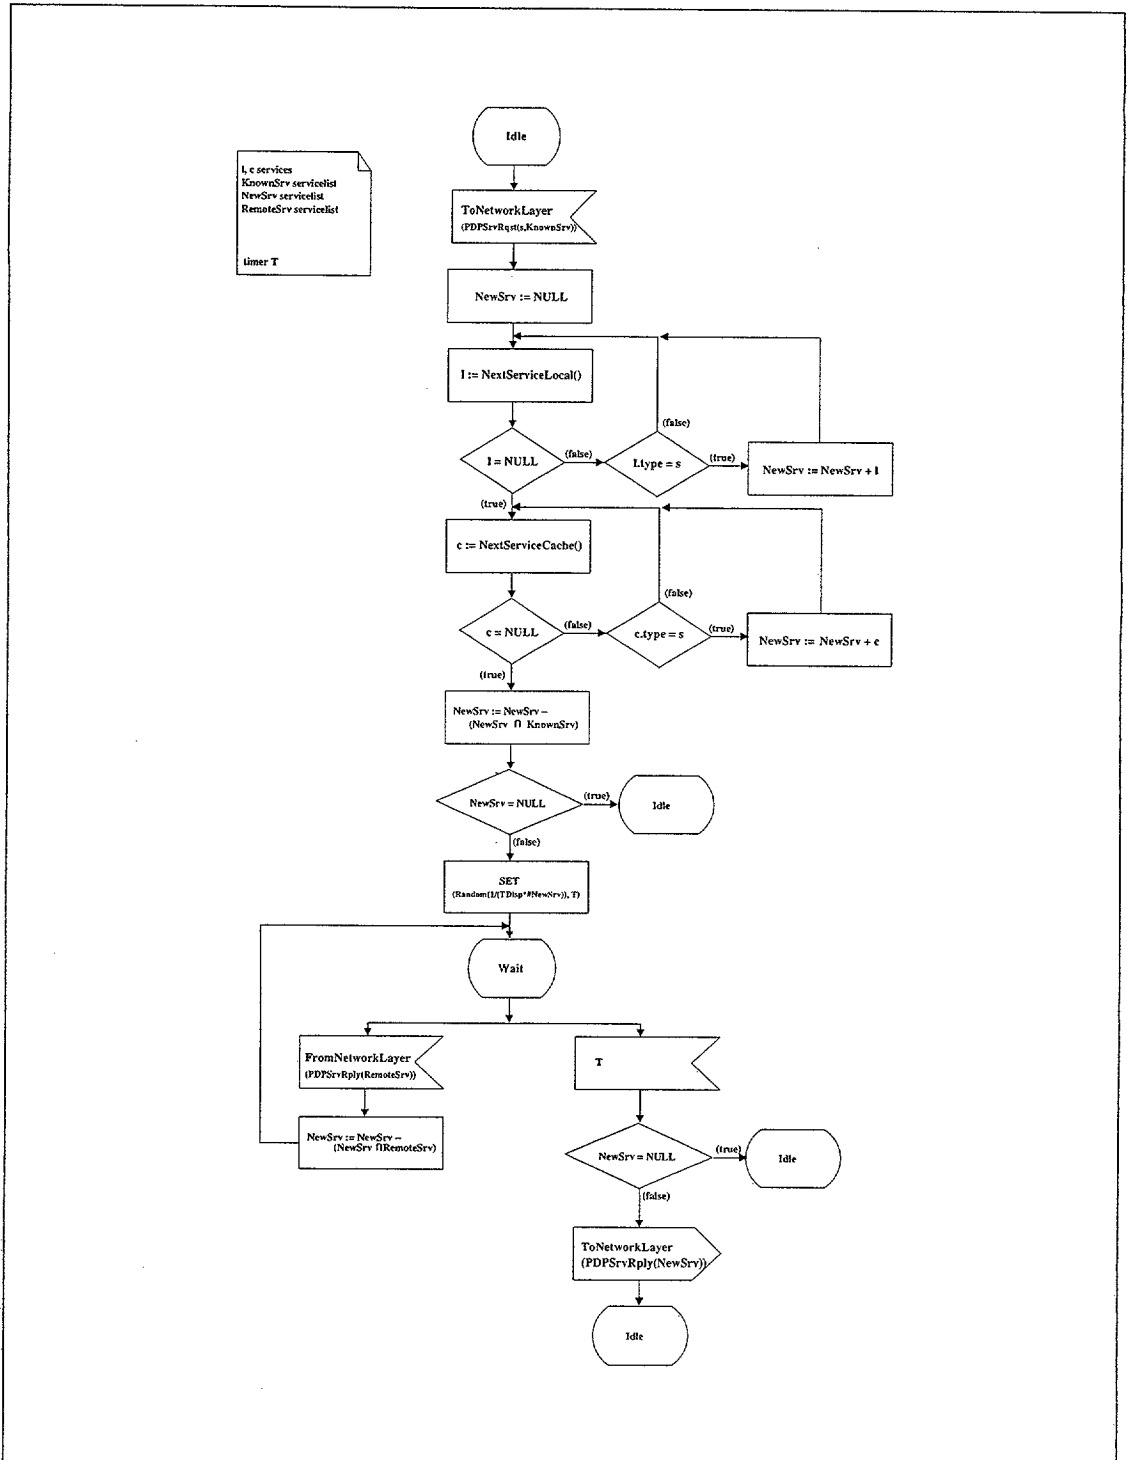 Idle
l, c services
KnownSrv servicelist
NewSrv servicelist
RemoteSrv servicelist
timer T
ToNetworkLayer
(PDPSrvRqst(s,KnownSrv))
NewSrv := NULL
l := NextServiceLocal()
l = NULL
(false)
(true)
l.type = s
(false)
(true)
NewSrv := NewSrv + l
c := NextServiceCache()
c = NULL
(false)
(true)
c.type = s
(false)
(true)
NewSrv := NewSrv + c
NewSrv := NewSrv –
(NewSrv ∩ KnownSrv)
NewSrv = NULL
(true)
Idle
(false)
SET
(Random(1/(TDisp*#NewSrv)), T)
Wait
FromNetworkLayer
(PDPSrvRply(RemoteSrv))
NewSrv := NewSrv –
(NewSrv ∩RemoteSrv)
T
NewSrv = NULL
(true)
Idle
(false)
ToNetworkLayer
(PDPSrvRply(NewSrv))
Idle